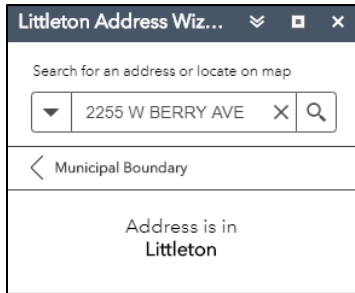 Littleton Address Wiz...
Search for an address or locate on map
2255 W BERRY AVE
Municipal Boundary
Address is in
Littleton